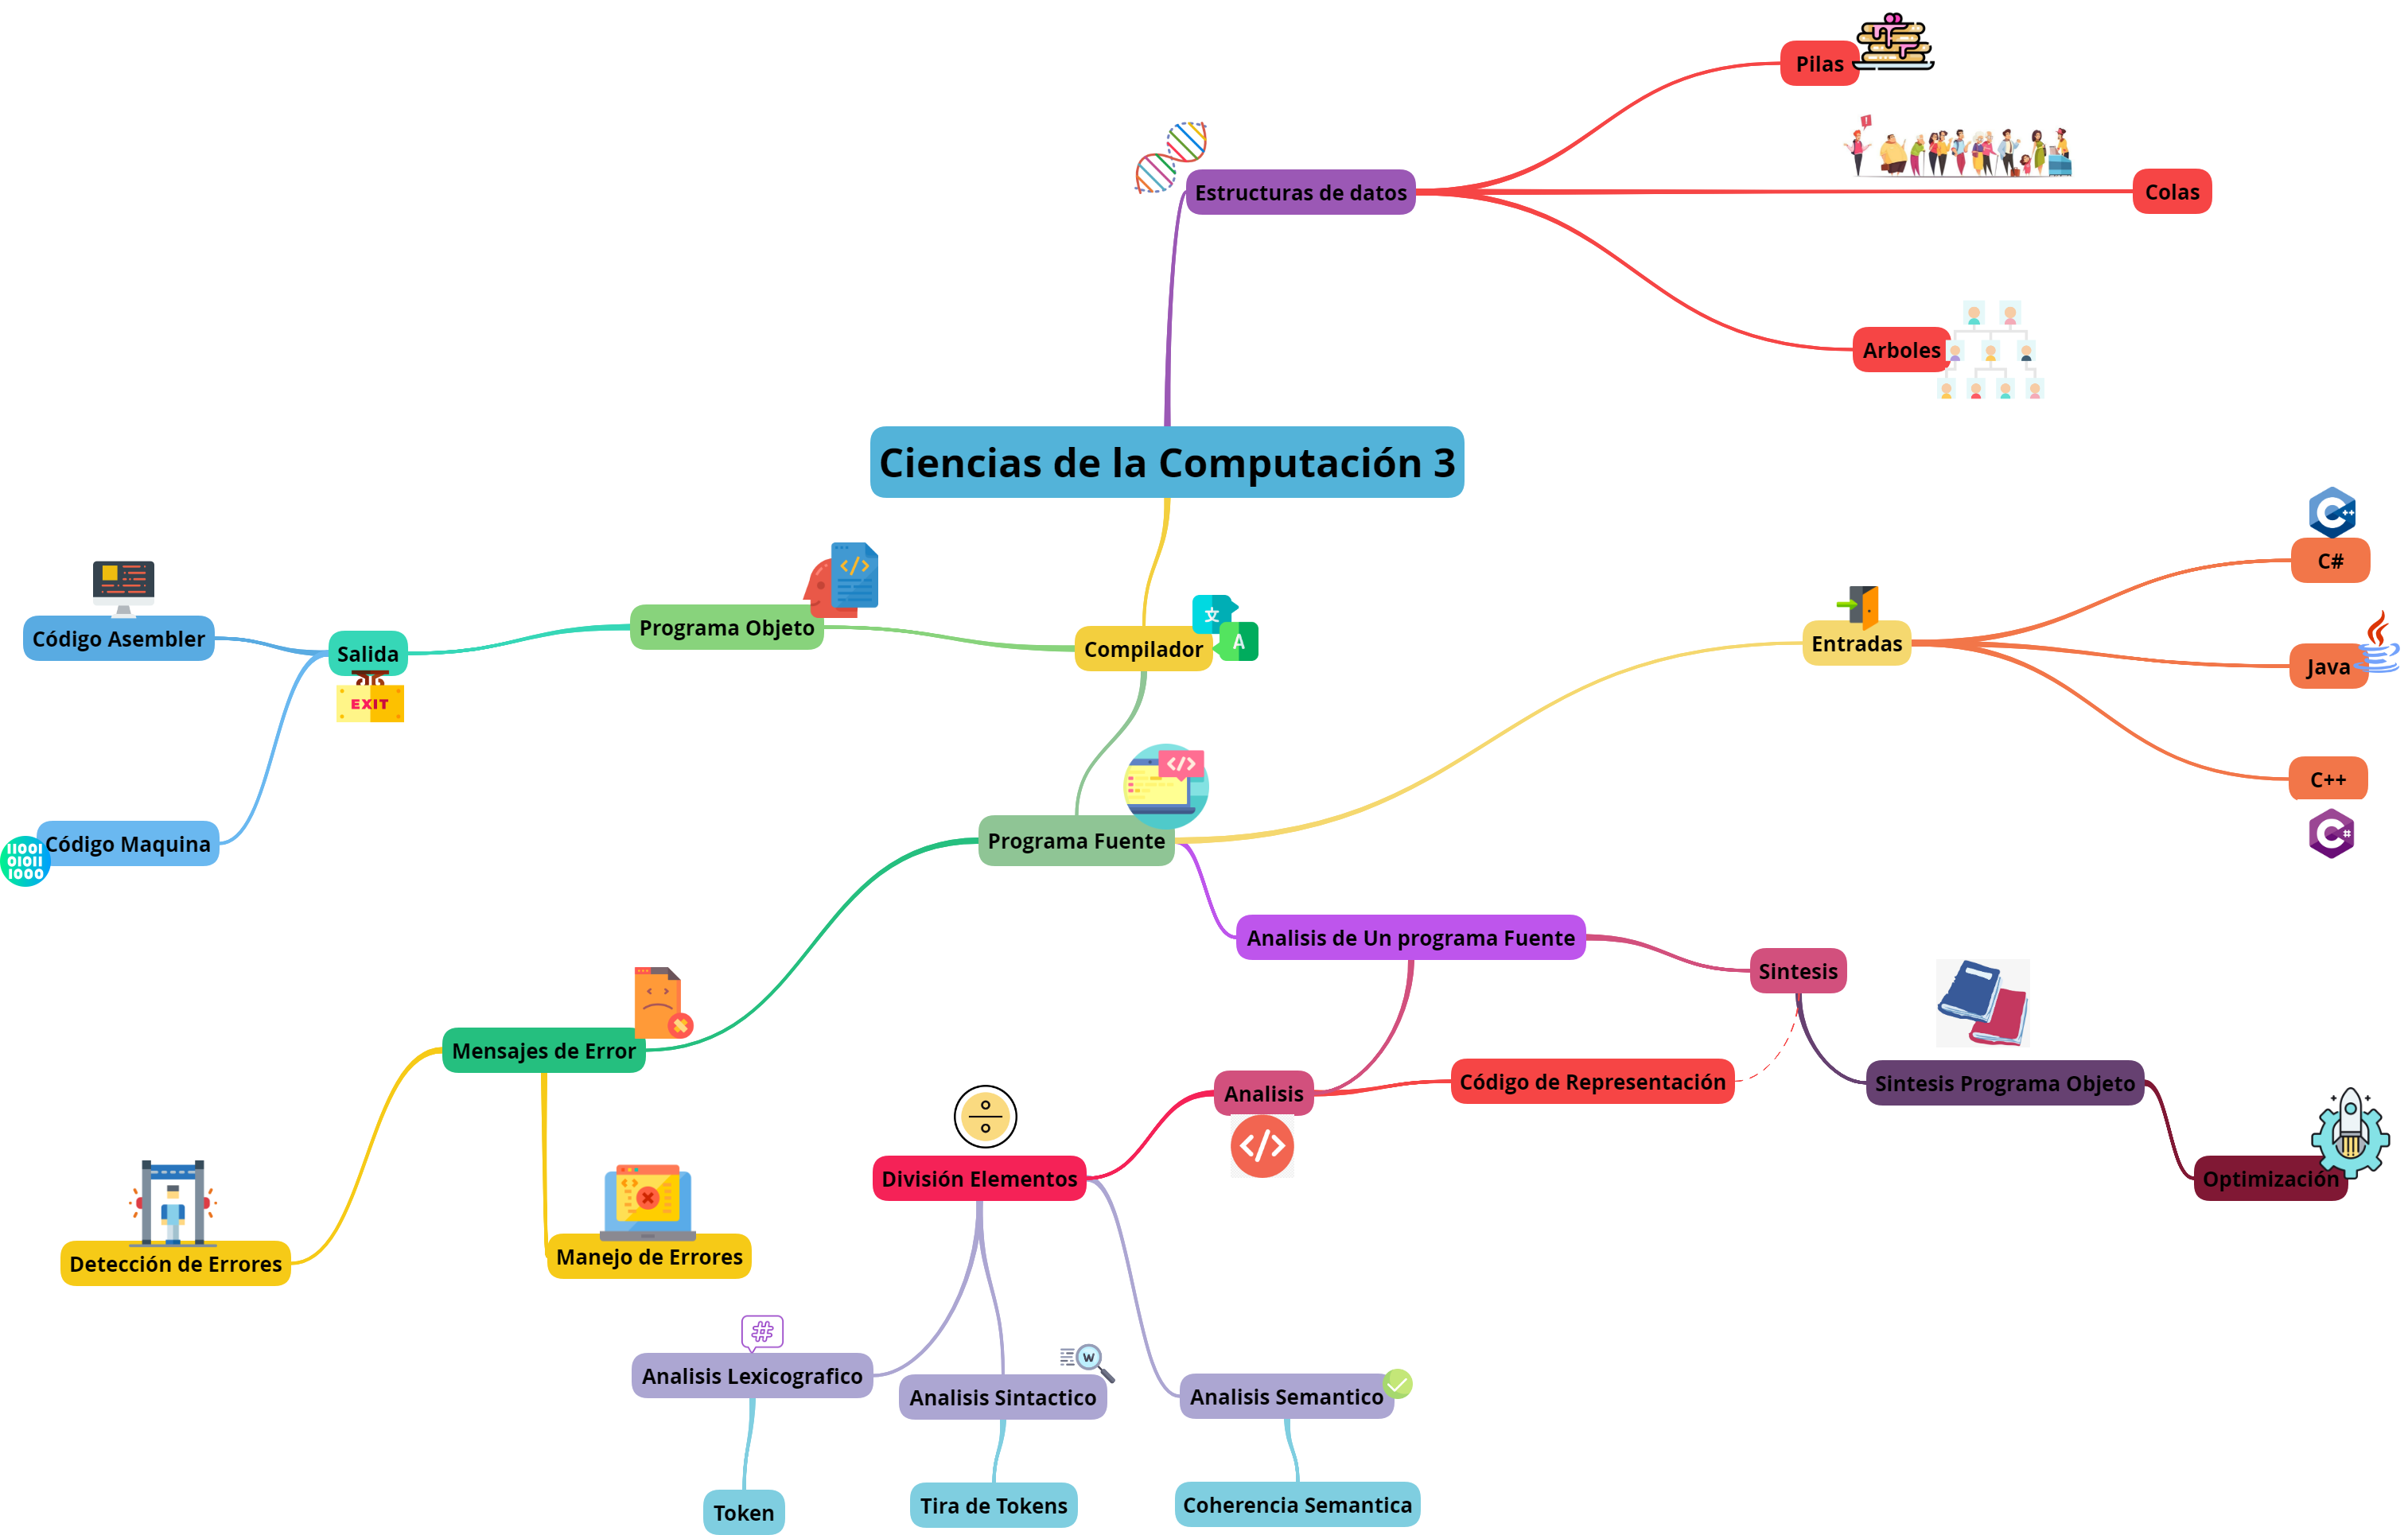 Pilas
Estructuras de datos
Colas
Arboles
Ciencias de la Computación 3
C++
C#
Programa Objeto
Código Asembler
Salida
EXIT
Compilador
文
A
Entradas
Java
C++
C#
Programa Fuente
Código Maquina
11001
01011
1000
Analisis de Un programa Fuente
Sintesis
Mensajes de Error
Código de Representación
Sintesis Programa Objeto
Analisis
División Elementos
Optimización
Detección de Errores
Manejo de Errores
#
W
Analisis Lexicografico
Analisis Sintactico
Analisis Semantico
Token
Tira de Tokens
Coherencia Semantica